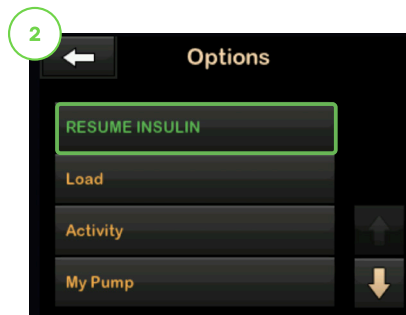 2
Options
RESUME INSULIN
Load
Activity
My Pump